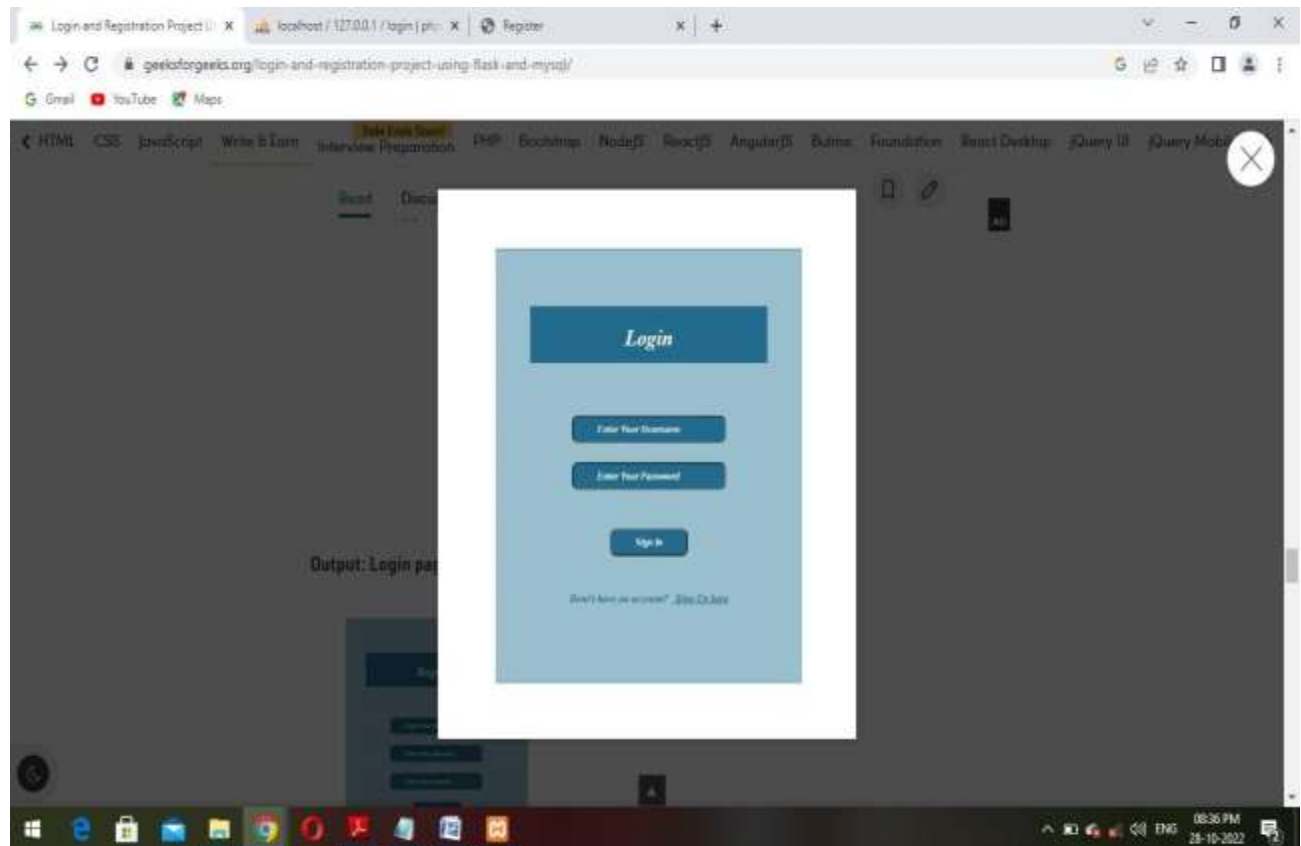 Login and Registration Project U
localhost / 127.0.0.1 / login | ph
Register
geeksforgeeks.org/login-and-registration-project-using-flask-and-mysql/
Gmail YouTube Maps
HTML CSS JavaScript Write & Earn Interview Preparation PHP Bootstrap NodeJS ReactJS AngularJS Bulma Foundation React Desktop jQuery UI jQuery Mobil
Read Discu
Login
Enter Your Username
Enter Your Password
Sign In
Output: Login pag
Don't have an account? Sign Up here
ENG
08:36 PM
28-10-2022